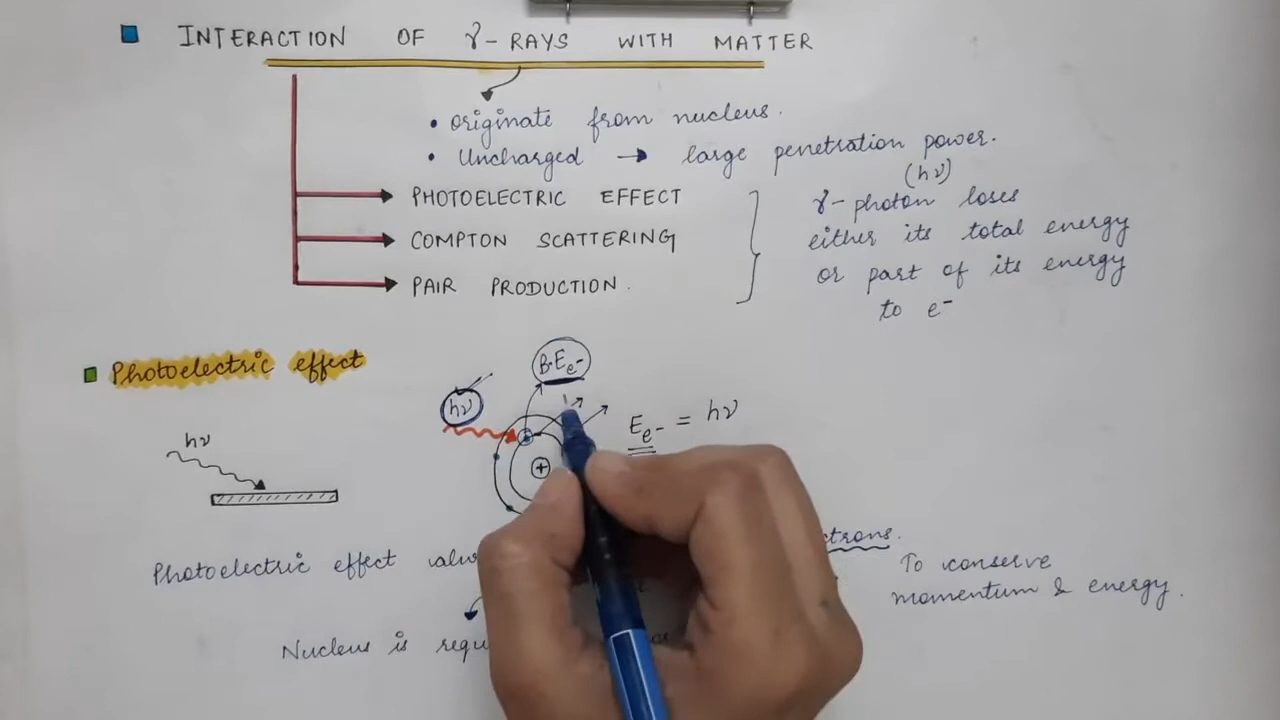 INTERACTION OF γ-RAYS WITH MATTER
• originate from nucleus.
• Uncharged → large penetration power.
PHOTOELECTRIC EFFECT
COMPTON SCATTERING
PAIR PRODUCTION.
(hν)
γ-photon loses
either its total energy
or part of its energy
to e⁻
Photoelectric effect
hν
hν
B.E e⁻
+
E e⁻ = hν
Photoelectric effect
To conserve
momentum & energy.
Nucleus is